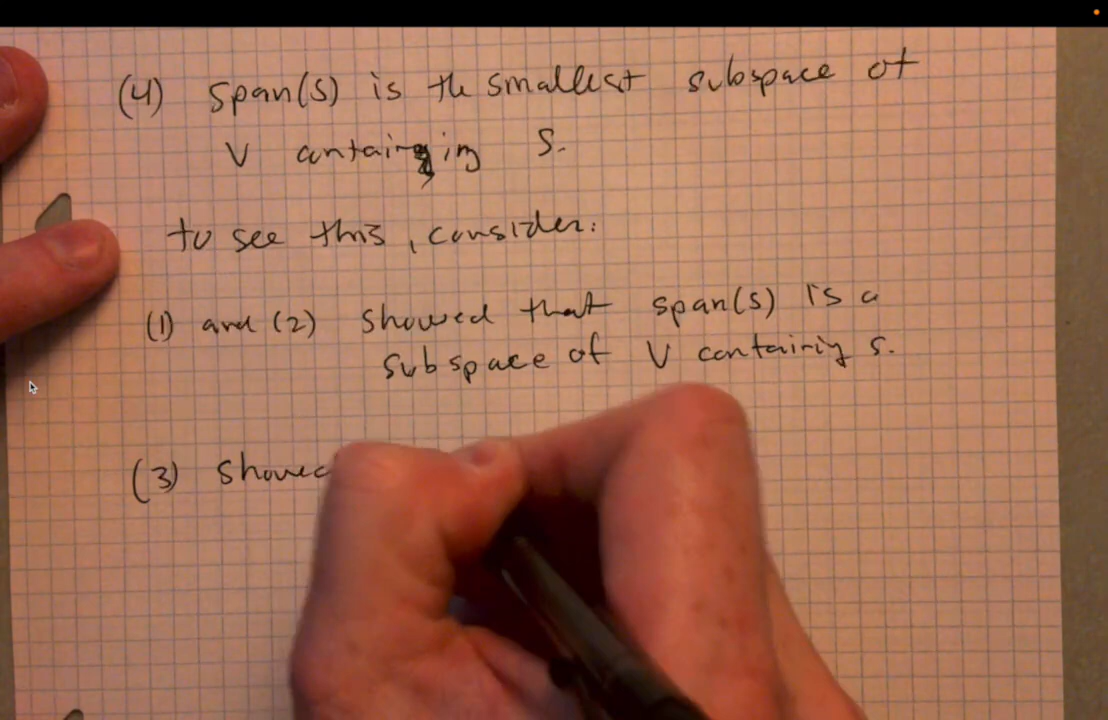 (4) span(S) is the smallest subspace of
V containing S.
to see this, consider:
(1) and (2) showed that span(S) is a
subspace of V containing S.
(3) showed